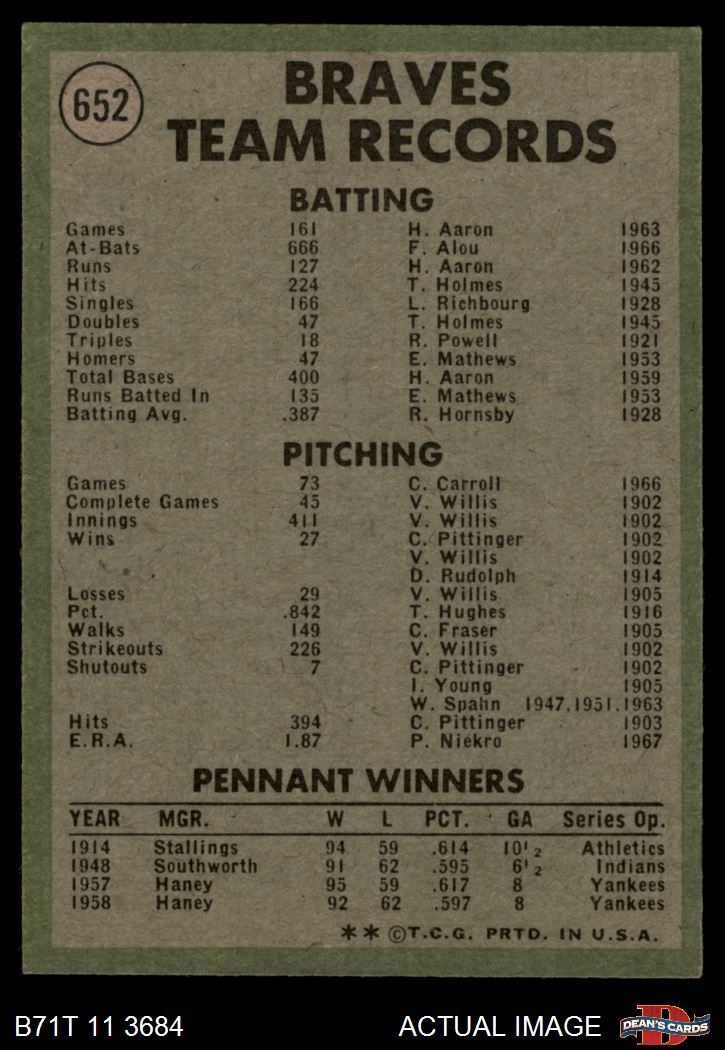 652
BRAVES
TEAM RECORDS
BATTING
Games 161 H. Aaron 1963
At-Bats 666 F. Alou 1966
Runs 127 H. Aaron 1962
Hits 224 T. Holmes 1945
Singles 166 L. Richbourg 1928
Doubles 47 T. Holmes 1945
Triples 18 R. Powell 1921
Homers 47 E. Mathews 1953
Total Bases 400 H. Aaron 1959
Runs Batted In 135 E. Mathews 1953
Batting Avg. .387 R. Hornsby 1928
PITCHING
Games 73 C. Carroll 1966
Complete Games 45 V. Willis 1902
Innings 411 V. Willis 1902
Wins 27 C. Pittinger 1902
V. Willis 1902
D. Rudolph 1914
Losses 29 V. Willis 1905
Pct. .842 T. Hughes 1916
Walks 149 C. Fraser 1905
Strikeouts 226 V. Willis 1902
Shutouts 7 C. Pittinger 1902
I. Young 1905
W. Spahn 1947,1951,1963
Hits 394 C. Pittinger 1903
E.R.A. 1.87 P. Niekro 1967
PENNANT WINNERS
YEAR MGR. W L PCT. GA Series Op.
1914 Stallings 94 59 .614 10½ Athletics
1948 Southworth 91 62 .595 6½ Indians
1957 Haney 95 59 .617 8 Yankees
1958 Haney 92 62 .597 8 Yankees
** ©T.C.G. PRTD. IN U.S.A.
B71T 11 3684 ACTUAL IMAGE D DEAN'S CARDS